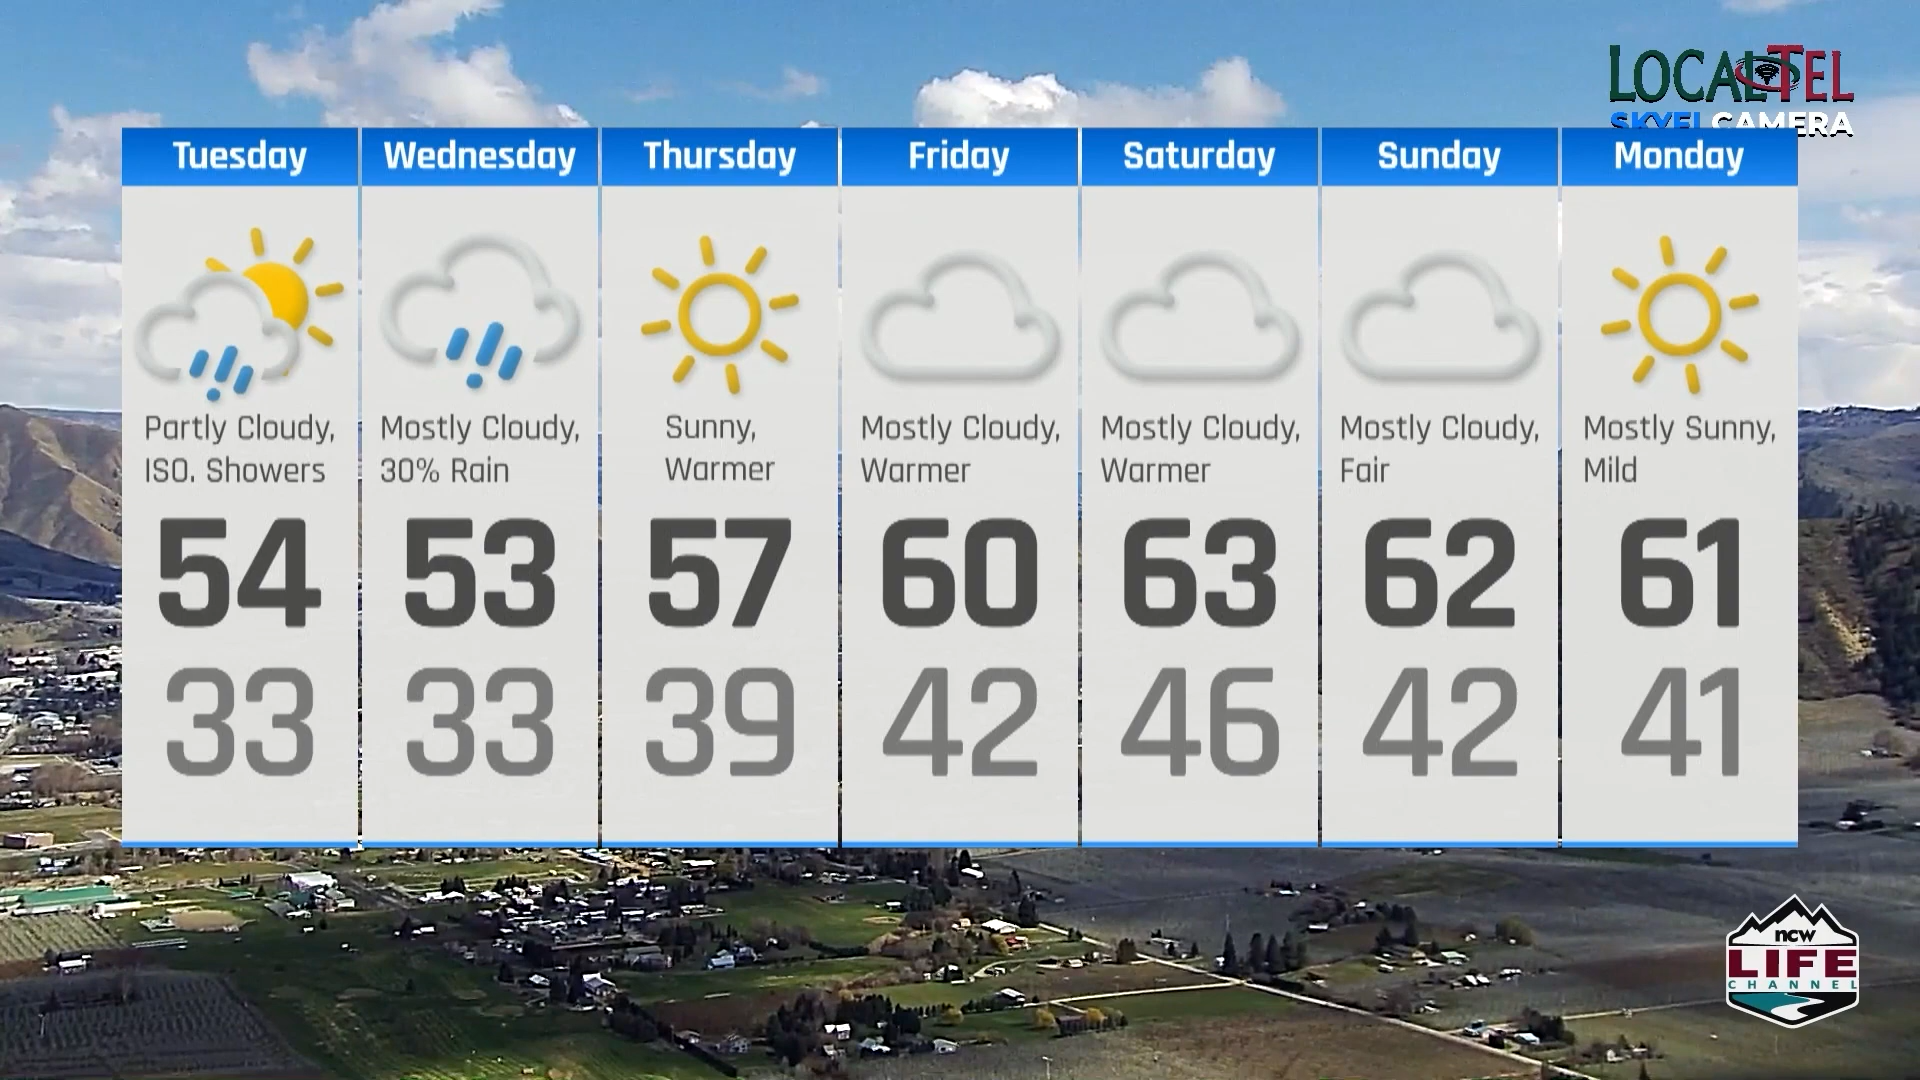 LOCALTEL
SKYFI CAMERA
Tuesday
Partly Cloudy,
ISO. Showers
54
33
Wednesday
Mostly Cloudy,
30% Rain
53
33
Thursday
Sunny,
Warmer
57
39
Friday
Mostly Cloudy,
Warmer
60
42
Saturday
Mostly Cloudy,
Warmer
63
46
Sunday
Mostly Cloudy,
Fair
62
42
Monday
Mostly Sunny,
Mild
61
41
ncw
LIFE
CHANNEL